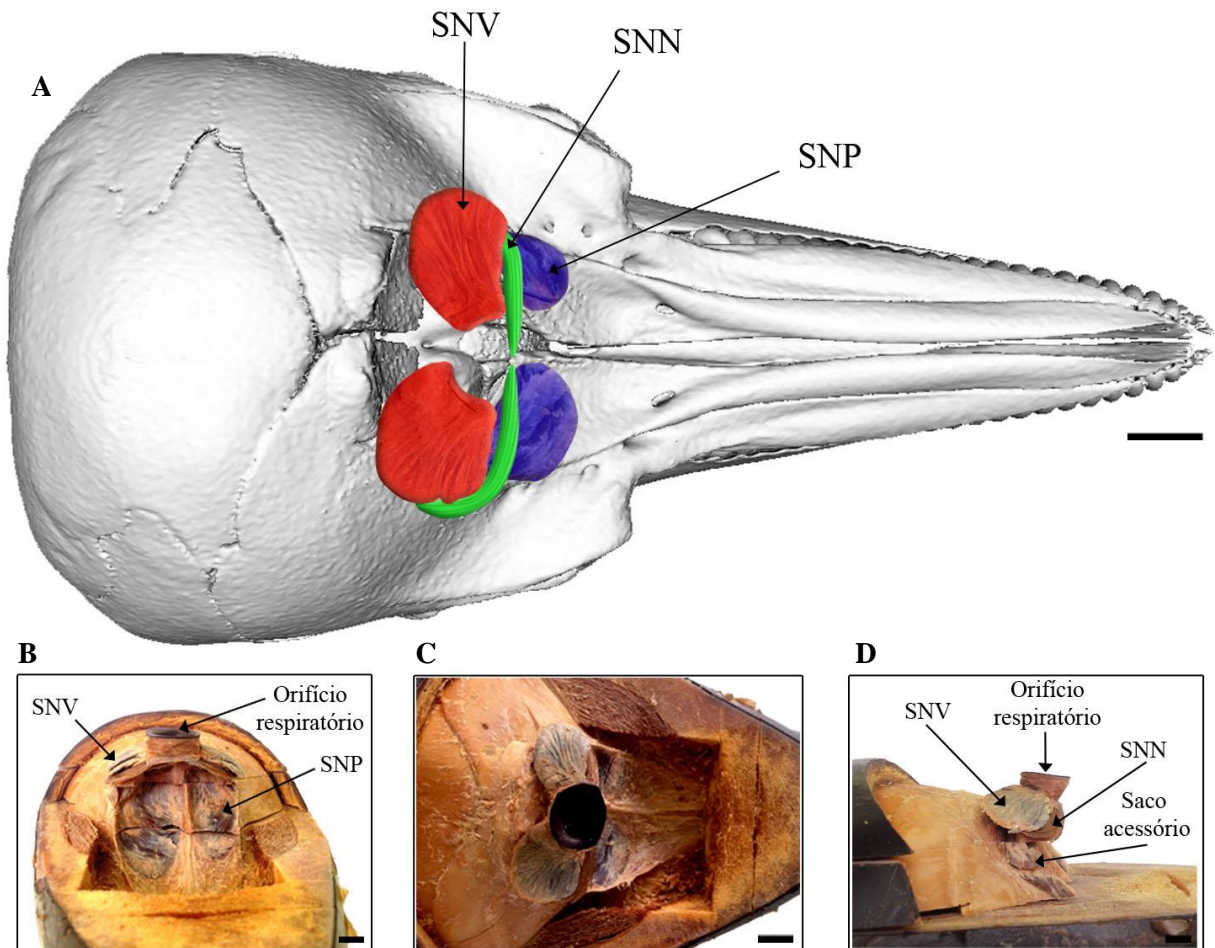 SNV
SNN
A
SNP
B
C
D
SNV
Orifício
respiratório
SNP
Orifício
respiratório
SNV
SNN
Saco
acessório